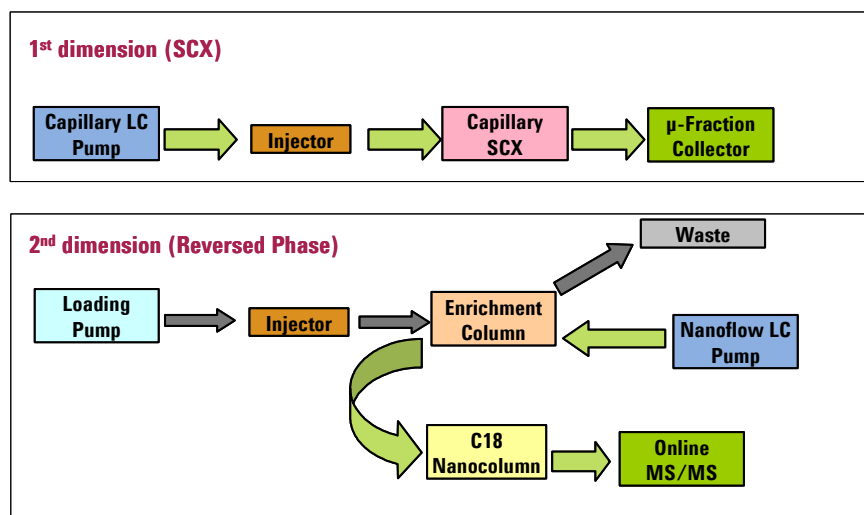 1st dimension (SCX)
Capillary LC
Pump
Injector
Capillary
SCX
µ-Fraction
Collector
2nd dimension (Reversed Phase)
Waste
Loading
Pump
Injector
Enrichment
Column
Nanoflow LC
Pump
C18
Nanocolumn
Online
MS/MS